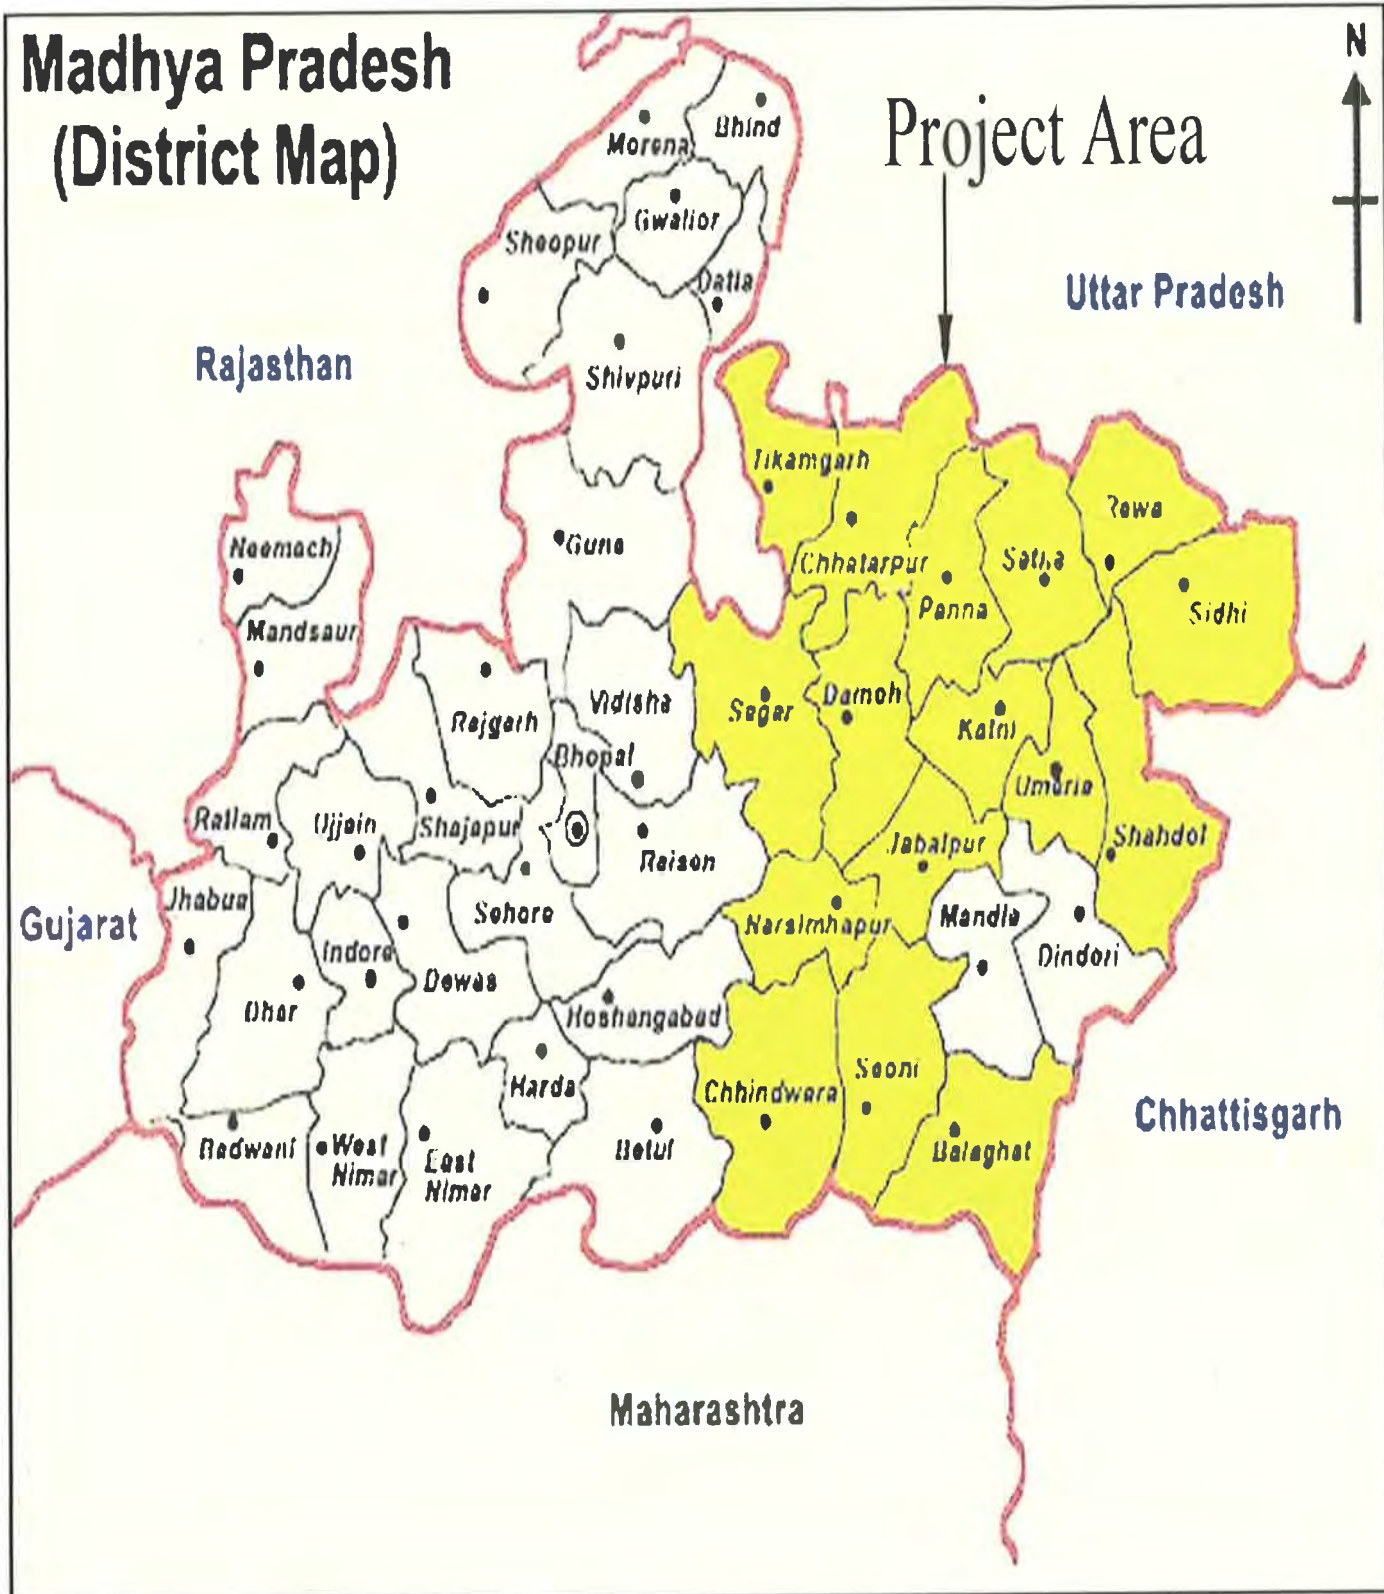 Madhya Pradesh
(District Map)
N
Project Area
Morena
Bhind
Gwalior
Sheopur
Datia
Uttar Pradesh
Rajasthan
Shivpuri
Tikamgarh
Rewa
Guna
Chhatarpur
Satna
Neemach
Panna
Sidhi
Mandsaur
Vidisha
Sagar
Damoh
Rajgarh
Katni
Bhopal
Umaria
Ratlam
Ujjain
Shajapur
Jabalpur
Shahdol
Raisen
Jhabua
Gujarat
Sehore
Narsimhapur
Mandla
Indore
Dewas
Dindori
Dhar
Hoshangabad
Seoni
Harda
Chhindwara
Chhattisgarh
Badwani
West
Nimar
East
Nimar
Betul
Balaghat
Maharashtra